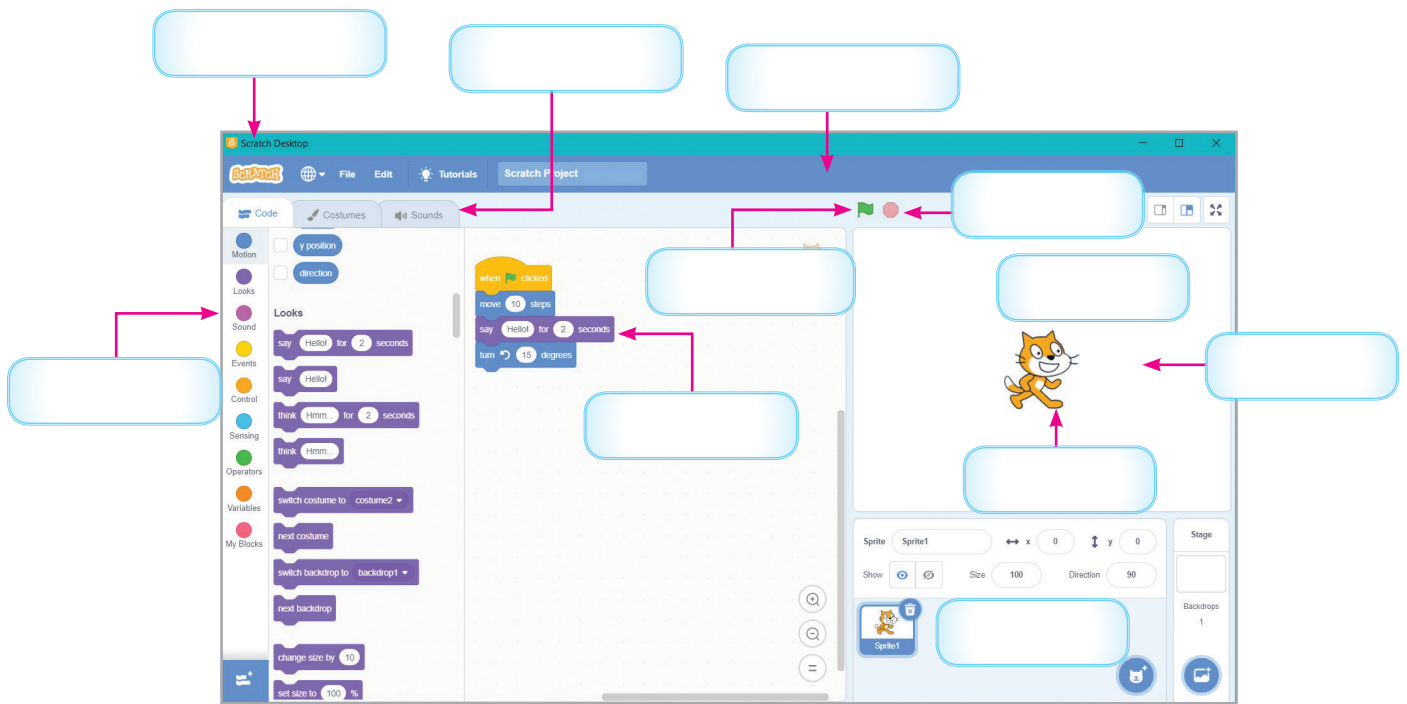 Scratch Desktop
SCRATCH File Edit Tutorials Scratch Project
Code Costumes Sounds
Motion
Looks
Sound
Events
Control
Sensing
Operators
Variables
My Blocks
y position
direction
Looks
say Hello! for 2 seconds
say Hello!
think Hmm... for 2 seconds
think Hmm...
switch costume to costume2
next costume
switch backdrop to backdrop1
next backdrop
change size by 10
set size to 100 %
when clicked
move 10 steps
say Hello! for 2 seconds
turn 15 degrees
Sprite Sprite1 x 0 y 0
Show Size 100 Direction 90
Sprite1
Stage
Backdrops
1